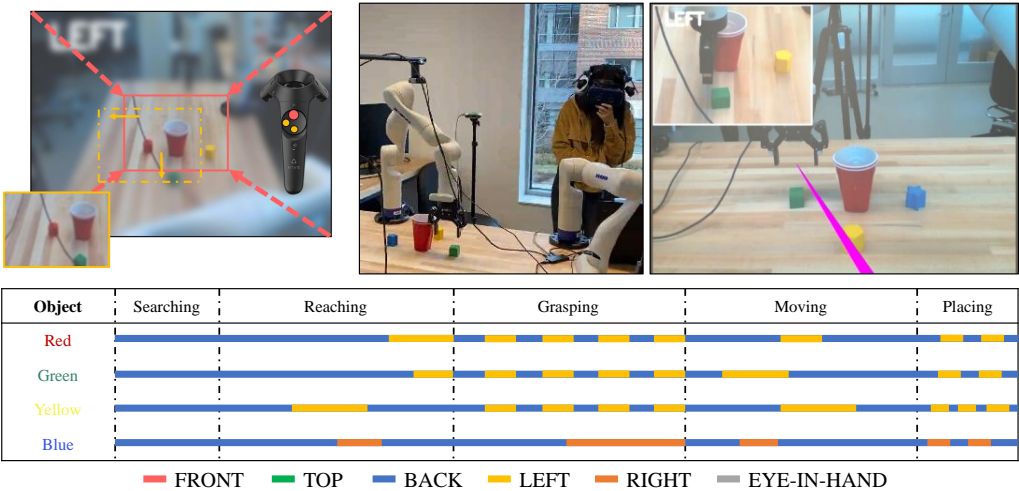 LEFT
LEFT
Object Searching Reaching Grasping Moving Placing
Red
Green
Yellow
Blue
FRONT TOP BACK LEFT RIGHT EYE-IN-HAND